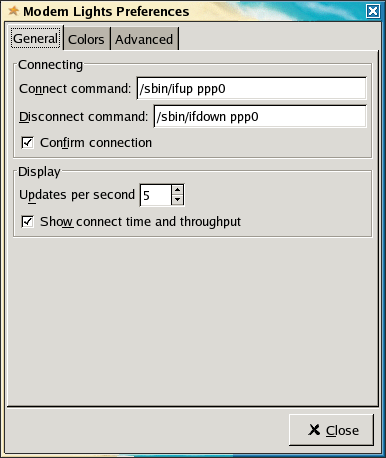 Modem Lights Preferences
General Colors Advanced
Connecting
Connect command: /sbin/ifup ppp0
Disconnect command: /sbin/ifdown ppp0
Confirm connection
Display
Updates per second 5
Show connect time and throughput
Close